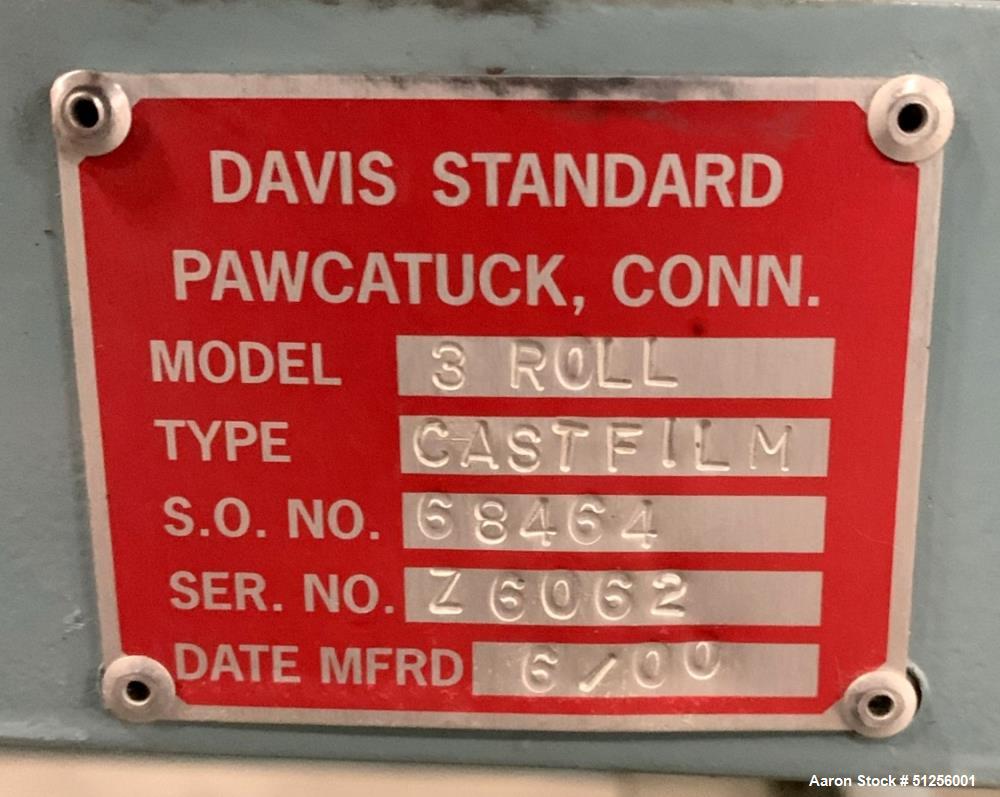 DAVIS STANDARD
PAWCATUCK, CONN.
MODEL 3 ROLL
TYPE CASTFILM
S.O. NO. 68464
SER. NO. Z6062
DATE MFRD 6/00
Aaron Stock # 51256001